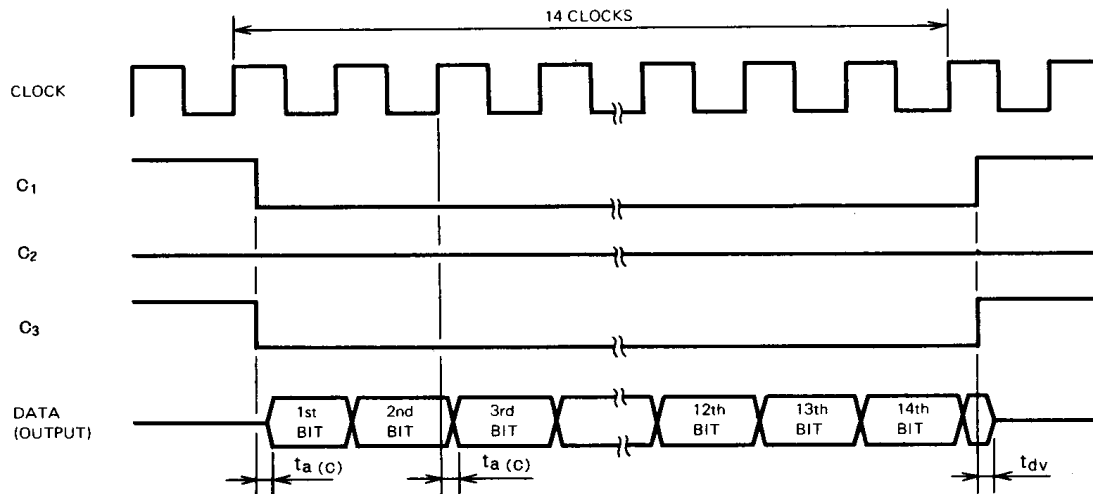 14 CLOCKS
CLOCK
C1
C2
C3
DATA
(OUTPUT)
1st
BIT
2nd
BIT
3rd
BIT
12th
BIT
13th
BIT
14th
BIT
ta (C)
ta (C)
tdv